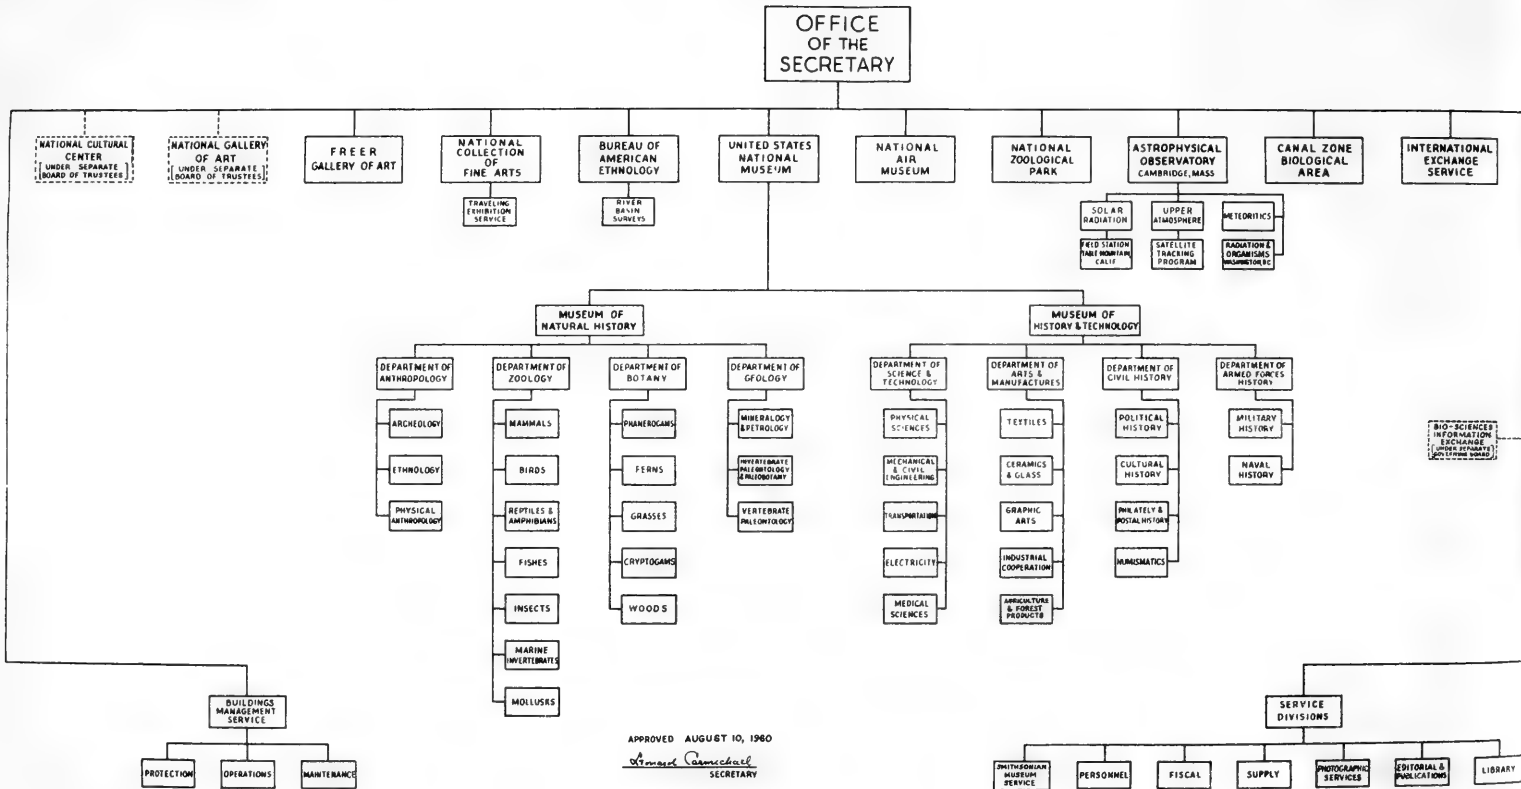 OFFICE
OF THE
SECRETARY
NATIONAL CULTURAL
CENTER
[UNDER SEPARATE
BOARD OF TRUSTEES]
NATIONAL GALLERY
OF ART
[UNDER SEPARATE
BOARD OF TRUSTEES]
FREER
GALLERY OF ART
NATIONAL
COLLECTION
OF
FINE ARTS
BUREAU OF
AMERICAN
ETHNOLOGY
UNITED STATES
NATIONAL
MUSEUM
NATIONAL
AIR
MUSEUM
NATIONAL
ZOOLOGICAL
PARK
ASTROPHYSICAL
OBSERVATORY
CAMBRIDGE, MASS
CANAL ZONE
BIOLOGICAL
AREA
INTERNATIONAL
EXCHANGE
SERVICE
TRAVELING
EXHIBITION
SERVICE
RIVER
BASIN
SURVEYS
SOLAR
RADIATION
UPPER
ATMOSPHERE
METEORITICS
FIELD STATION
TABLE MOUNTAIN,
CALIF
SATELLITE
TRACKING
PROGRAM
RADIATION &
ORGANISMS
WASHINGTON, D.C.
MUSEUM OF
NATURAL HISTORY
MUSEUM OF
HISTORY & TECHNOLOGY
DEPARTMENT OF
ANTHROPOLOGY
DEPARTMENT OF
ZOOLOGY
DEPARTMENT OF
BOTANY
DEPARTMENT OF
GEOLOGY
DEPARTMENT OF
SCIENCE &
TECHNOLOGY
DEPARTMENT OF
ARTS &
MANUFACTURES
DEPARTMENT OF
CIVIL HISTORY
DEPARTMENT OF
ARMED FORCES
HISTORY
ARCHEOLOGY
ETHNOLOGY
PHYSICAL
ANTHROPOLOGY
MAMMALS
BIRDS
REPTILES &
AMPHIBIANS
FISHES
INSECTS
MARINE
INVERTEBRATES
MOLLUSKS
PHANEROGAMS
FERNS
GRASSES
CRYPTOGAMS
WOODS
MINERALOGY
& PETROLOGY
INVERTEBRATE
PALEONTOLOGY
& PALEOBOTANY
VERTEBRATE
PALEONTOLOGY
PHYSICAL
SCIENCES
MECHANICAL
& CIVIL
ENGINEERING
TRANSPORTATION
ELECTRICITY
MEDICAL
SCIENCES
TEXTILES
CERAMICS
& GLASS
GRAPHIC
ARTS
INDUSTRIAL
COOPERATION
AGRICULTURE
& FOREST
PRODUCTS
POLITICAL
HISTORY
CULTURAL
HISTORY
PHILATELY &
POSTAL HISTORY
NUMISMATICS
MILITARY
HISTORY
NAVAL
HISTORY
BIO-SCIENCES
INFORMATION
EXCHANGE
[UNDER SEPARATE
GOVERNING BOARD]
BUILDINGS
MANAGEMENT
SERVICE
PROTECTION
OPERATIONS
MAINTENANCE
APPROVED AUGUST 10, 1960
Leonard Carmichael
SECRETARY
SERVICE
DIVISIONS
SMITHSONIAN
MUSEUM
SERVICE
PERSONNEL
FISCAL
SUPPLY
PHOTOGRAPHIC
SERVICES
EDITORIAL &
PUBLICATIONS
LIBRARY